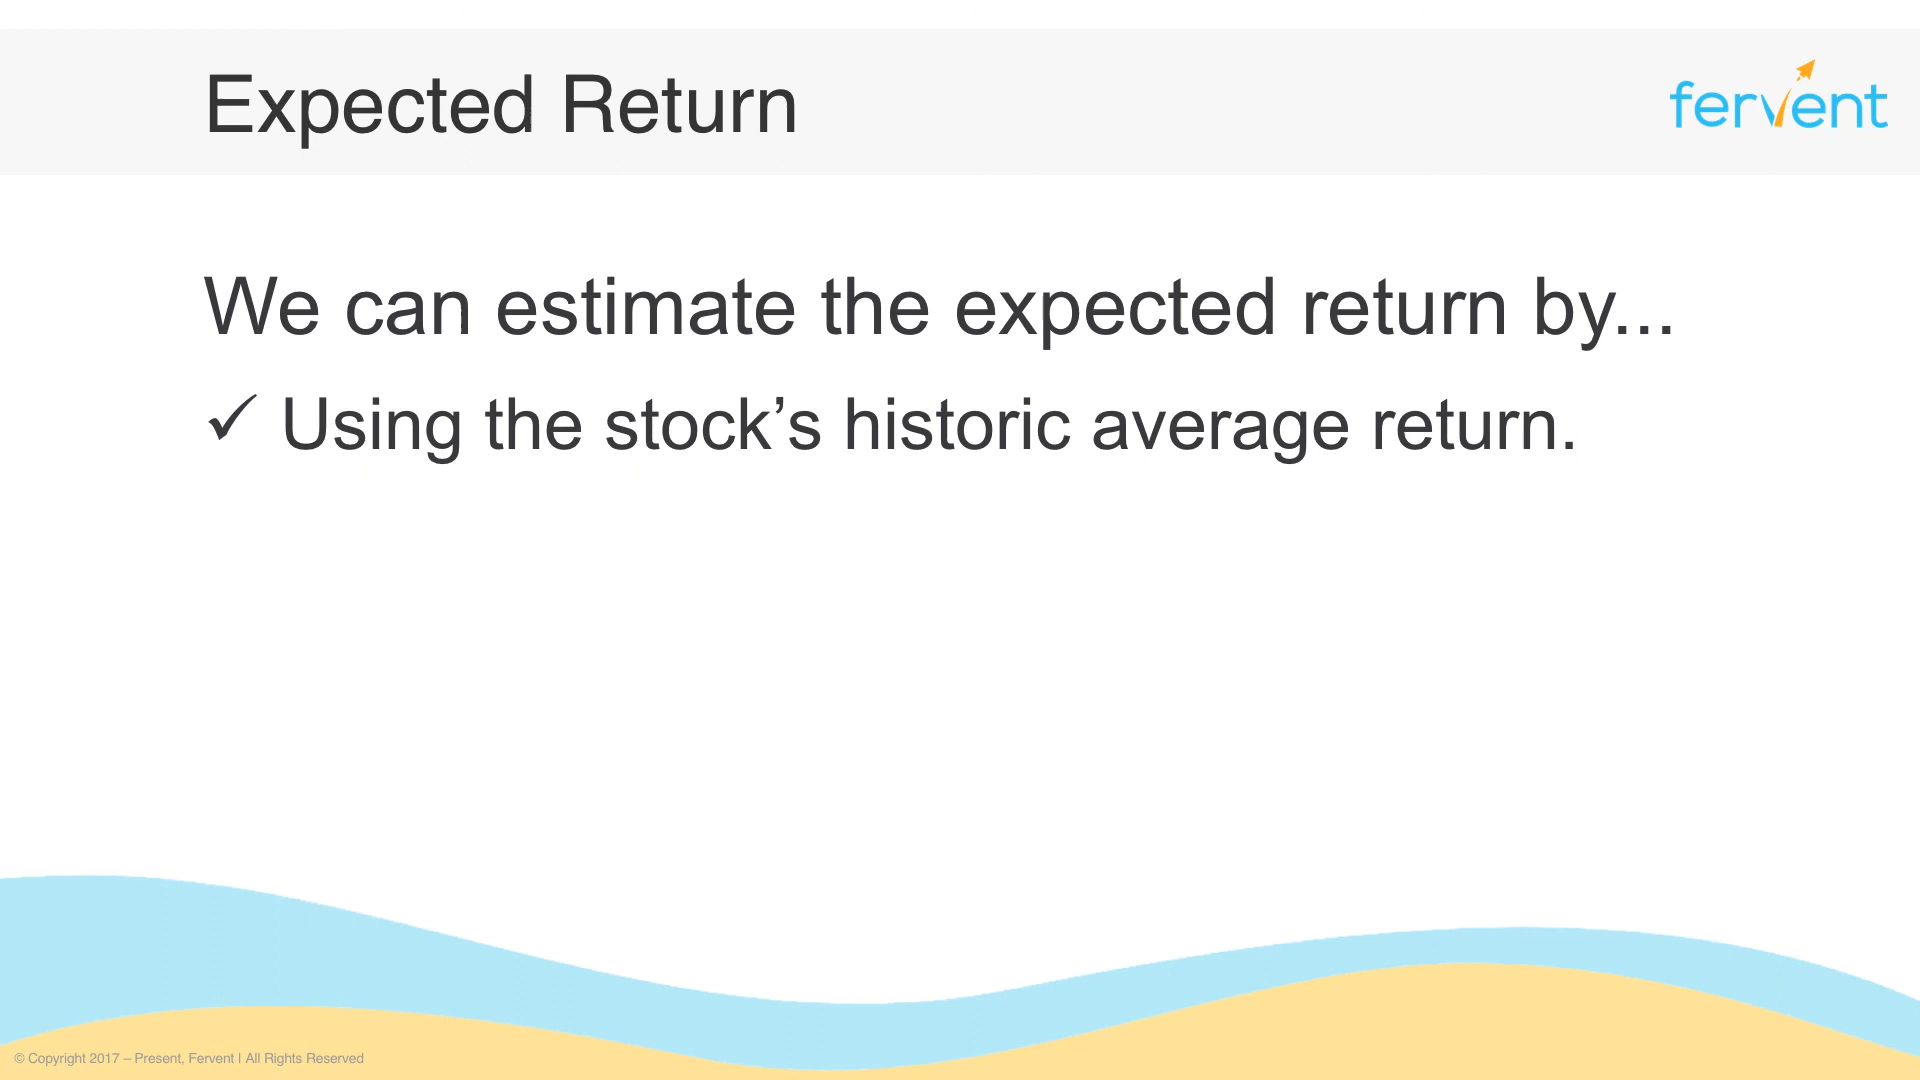 Expected Return
fervent
We can estimate the expected return by...
✓ Using the stock’s historic average return.
© Copyright 2017 – Present, Fervent | All Rights Reserved